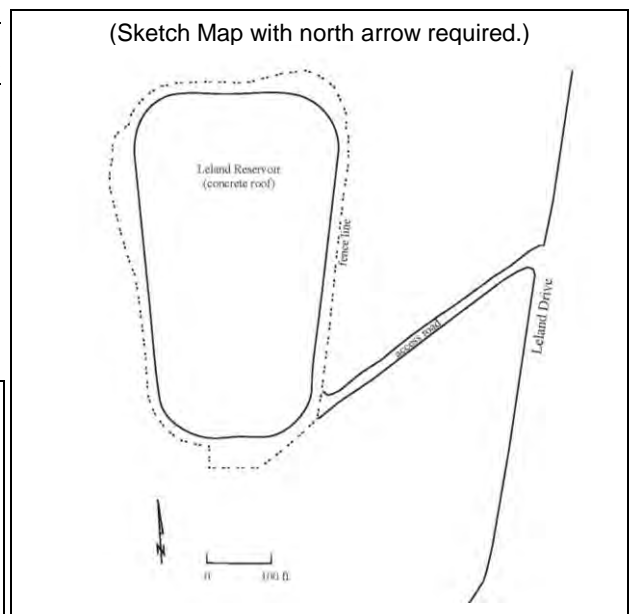 (Sketch Map with north arrow required.)
Leland Reservoir
(concrete roof)
fence line
access road
Leland Drive
N
0 100 ft.